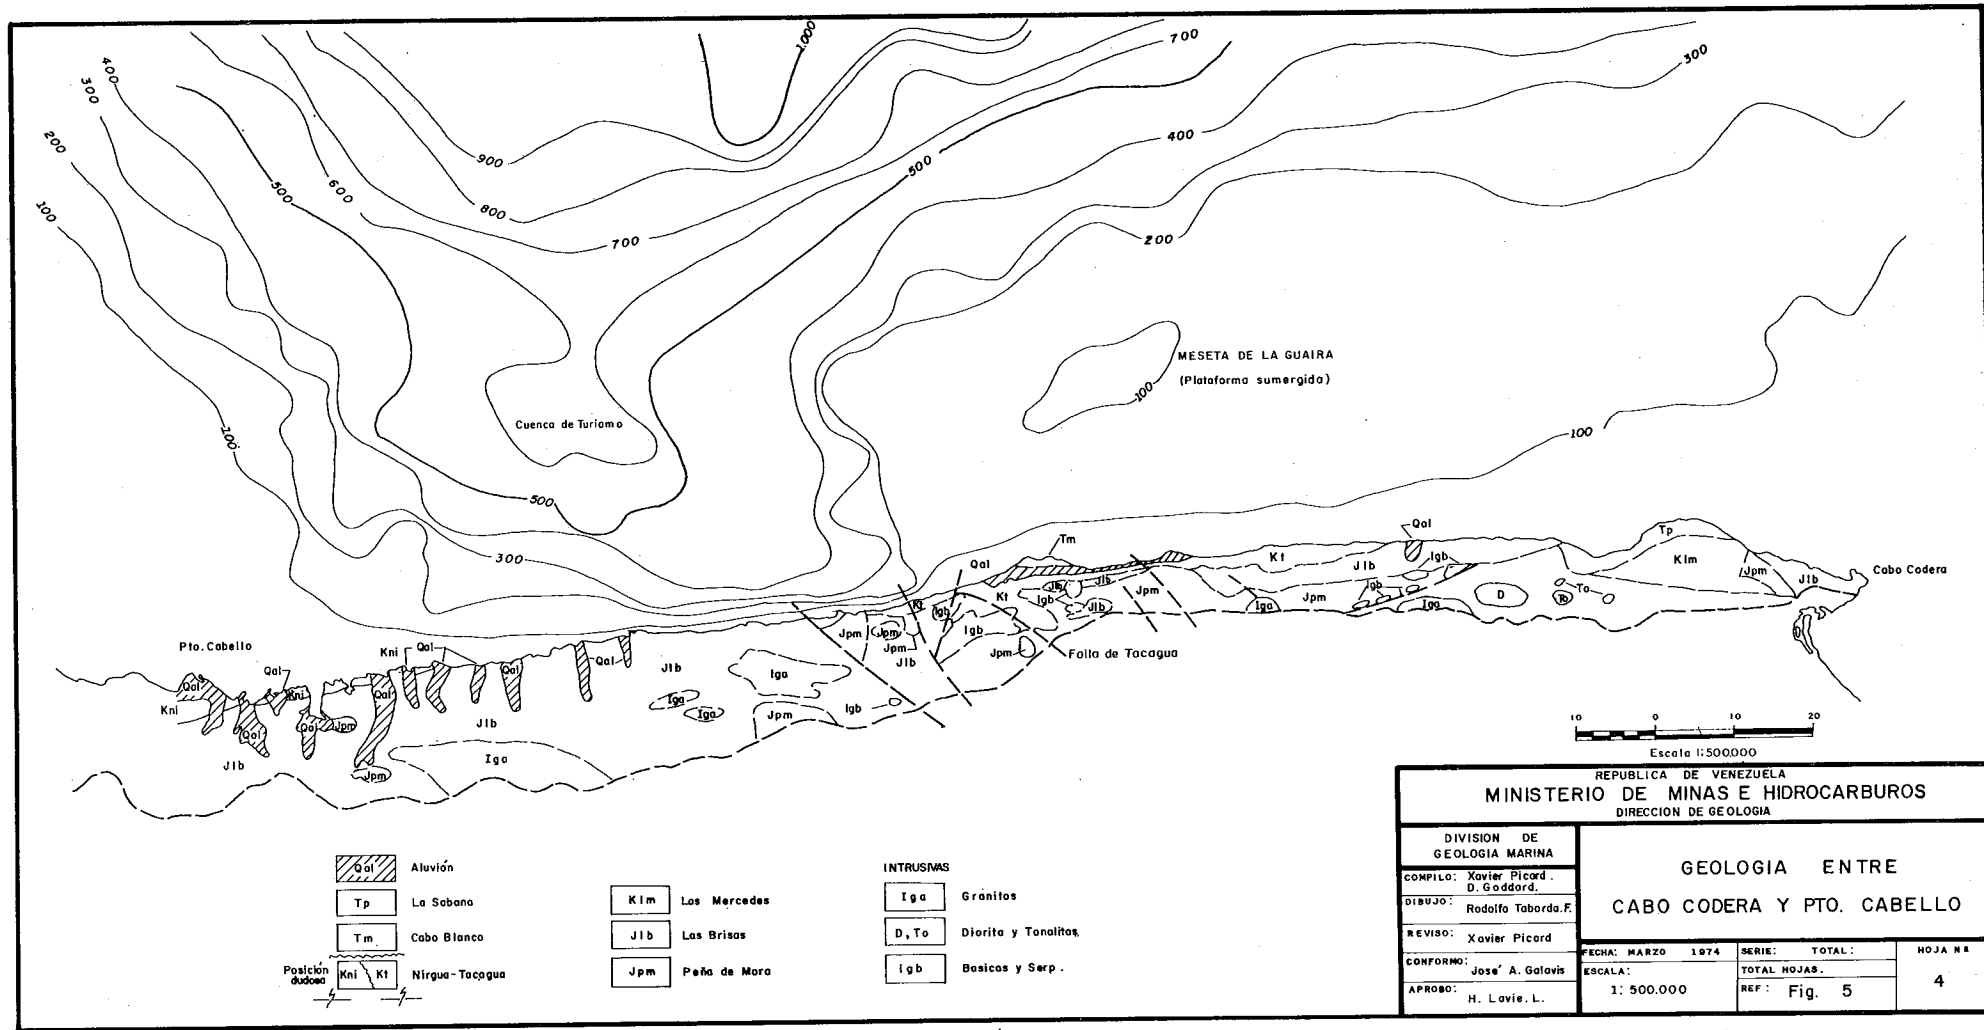 1.000
700
300
400
300
200
100
900
800
700
600
500
500
400
200
MESETA DE LA GUAIRA
(Plataforma sumergida)
100
Cuenca de Turiamo
100
500
300
100
Qal
Tm
Qal
Kt
Jlb
Igb
Tp
Klm
Jpm
Jlb
Cabo Codera
Jlb
Jlb
Kt
Igb
Jlb
Jpm
Iga
Jpm
Igb
Iga
D
To
To
Kt
Igb
Igb
Jpm
Jpm
Jpm
Jlb
Jpm
Falla de Tacagua
Pto. Cabello
Kni
Qal
Qal
Qal
Qal
Qal
Jlb
Iga
Qal
Kni
Qal
Kni
Iga
Iga
Jpm
Igb
Qal
Qal
Jpm
Jlb
Jlb
Iga
Jpm
10 0 10 20
Escala 1:500.000
REPUBLICA DE VENEZUELA
MINISTERIO DE MINAS E HIDROCARBUROS
DIRECCION DE GEOLOGIA
DIVISION DE
GEOLOGIA MARINA
COMPILO: Xavier Picard.
D. Goddard.
DIBUJO: Rodolfo Taborda.F.
REVISO: Xavier Picard
CONFORMO: José A. Galavis
APROBO: H. Lavie. L.
GEOLOGIA ENTRE
CABO CODERA Y PTO. CABELLO
FECHA: MARZO 1974
ESCALA:
1: 500.000
SERIE: TOTAL:
TOTAL HOJAS.
REF: Fig. 5
HOJA Nº
4
Qal Aluvión
Tp La Sabana
Tm Cabo Blanco
Posición
dudosa
Kni Kt Nirgua-Tacagua
Klm Las Mercedes
Jlb Las Brisas
Jpm Peña de Mora
INTRUSIVAS
Iga Granitos
D, To Diorita y Tonalitas
Igb Basicos y Serp.